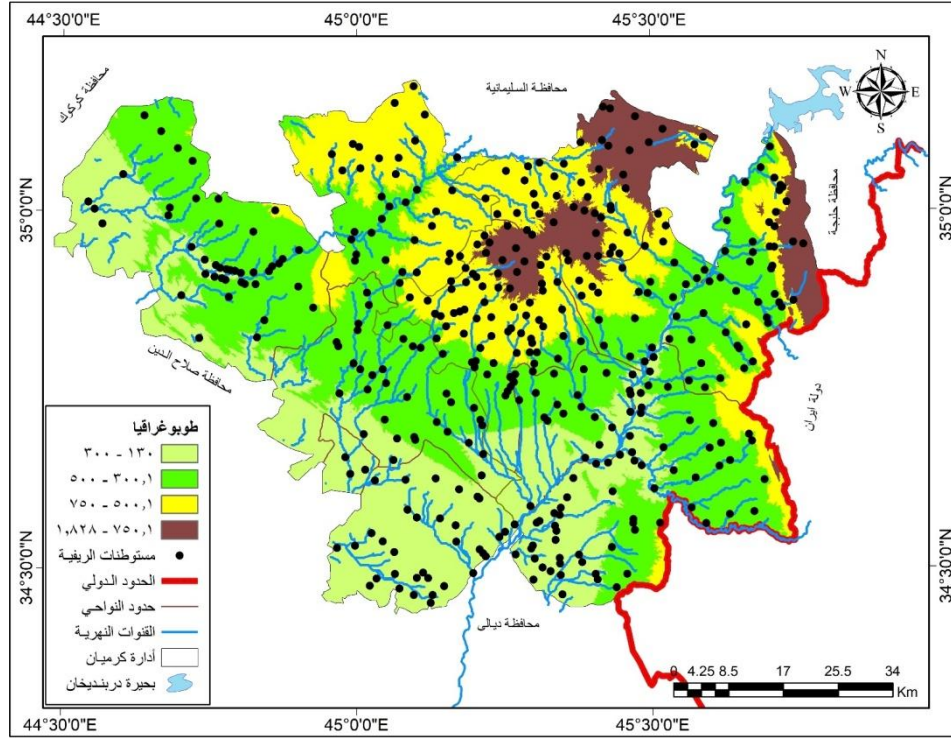 44°30'0"E
45°0'0"E
45°30'0"E
محافظة كركوك
محافظة السليمانية
N
W E
S
35°0'0"N
35°0'0"N
محافظة حلبجة
محافظة صلاح الدين
دولة ايران
طوبوغراقيا
١٣٠ - ٣٠٠
٣٠٠,١ - ٥٠٠
٥٠٠,١ - ٧٥٠
٧٥٠,١ - ١,٨٢٨
مستوطنات الريفية
الحدود الدولي
حدود النواحي
القنوات النهرية
أدارة كرميان
بحيرة دربنديخان
34°30'0"N
34°30'0"N
محافظة ديالى
0 4.25 8.5 17 25.5 34
Km
44°30'0"E
45°0'0"E
45°30'0"E